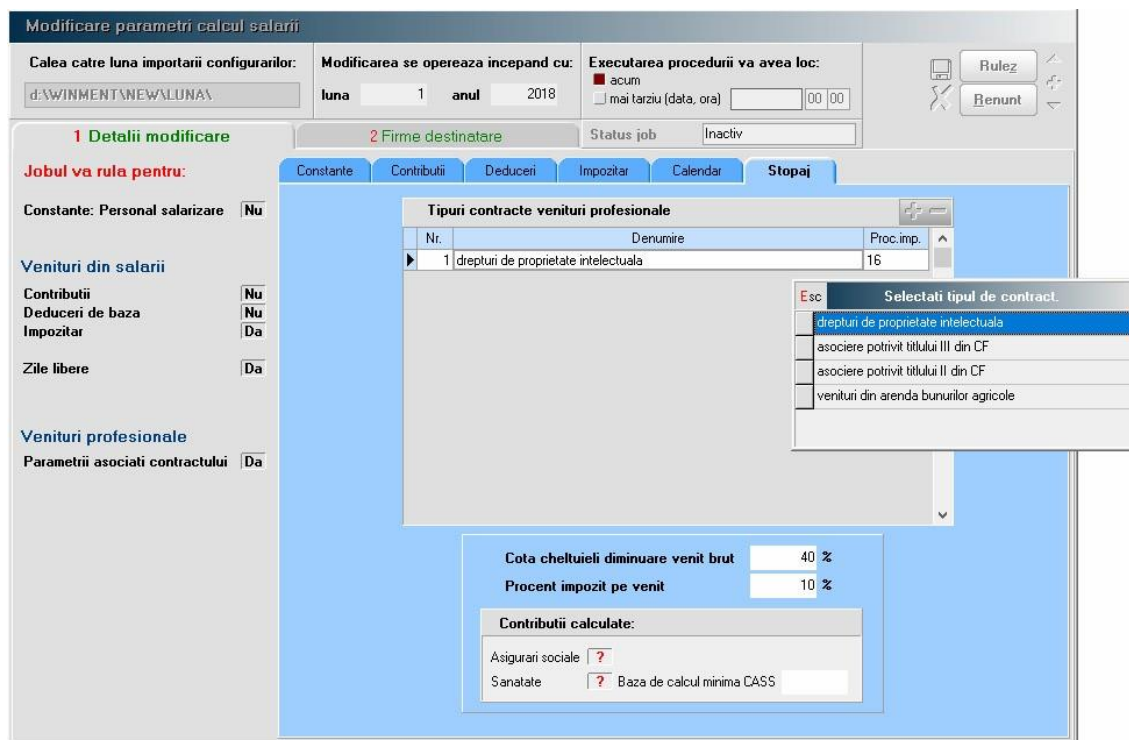 Modificare parametri calcul salarii
Calea catre luna importarii configurarilor:
d:\WINMENT\NEW\LUNA\
Modificarea se opereaza incepand cu:
luna 1 anul 2018
Executarea procedurii va avea loc:
acum
mai tarziu (data, ora) 00 00
Rulez
Renunt
1 Detalii modificare
2 Firme destinatare
Status job Inactiv
Jobul va rula pentru:
Constante: Personal salarizare Nu
Venituri din salarii
Contributii Nu
Deduceri de baza Nu
Impozitar Da
Zile libere Da
Venituri profesionale
Parametrii asociati contractului Da
Constante Contributii Deduceri Impozitar Calendar Stopaj
Tipuri contracte venituri profesionale
Nr. Denumire Proc.imp.
1 drepturi de proprietate intelectuala 16
Esc Selectati tipul de contract.
drepturi de proprietate intelectuala
asociere potrivit titlului III din CF
asociere potrivit titlului II din CF
venituri din arenda bunurilor agricole
Cota cheltuieli diminuare venit brut 40 %
Procent impozit pe venit 10 %
Contributii calculate:
Asigurari sociale ?
Sanatate ? Baza de calcul minima CASS